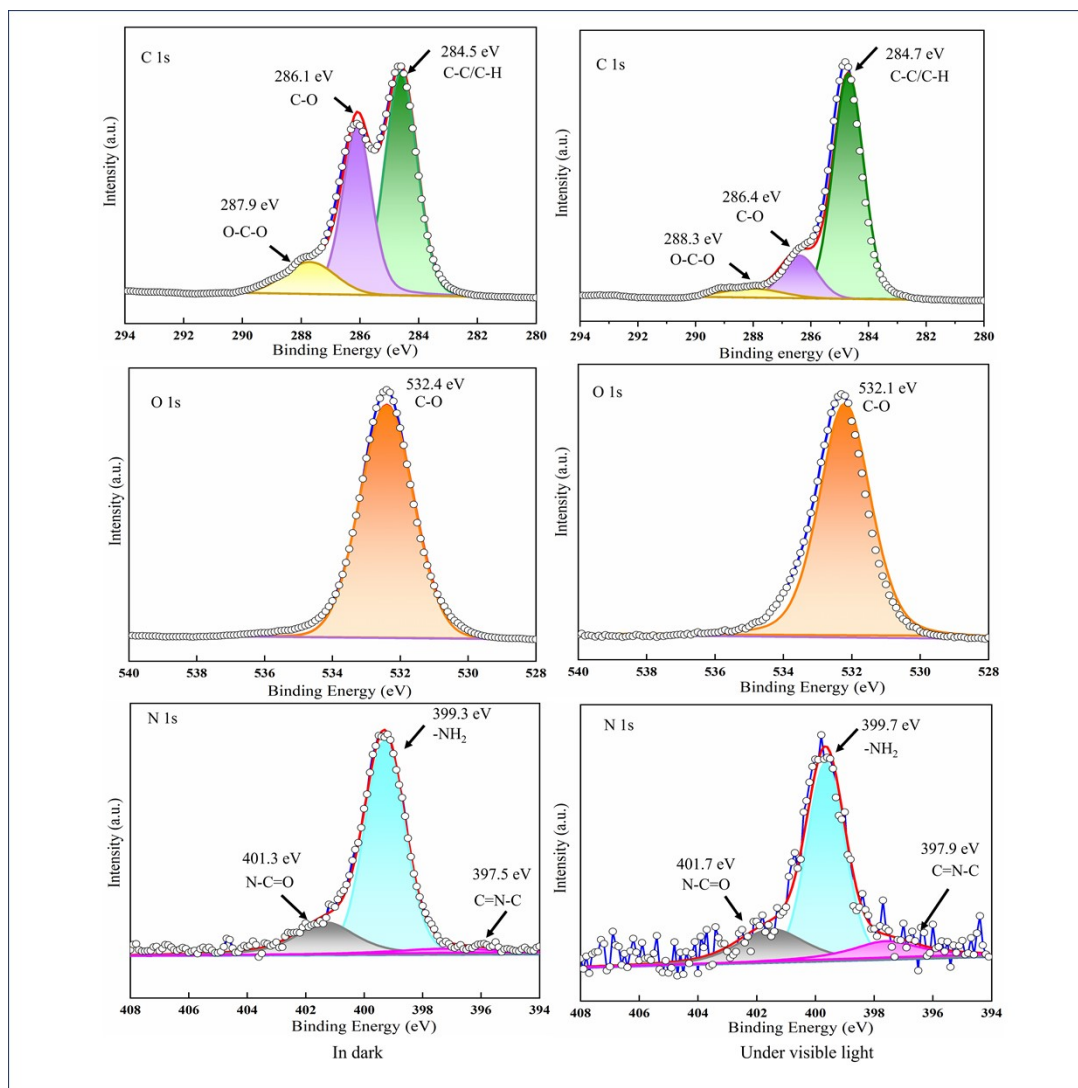 C 1s
284.5 eV
C-C/C-H
286.1 eV
C-O
287.9 eV
O-C-O
Intensity (a.u.)
294 292 290 288 286 284 282 280
Binding Energy (eV)
C 1s
284.7 eV
C-C/C-H
286.4 eV
C-O
288.3 eV
O-C-O
Intensity (a.u.)
294 292 290 288 286 284 282 280
Binding energy (eV)
O 1s
532.4 eV
C-O
Intensity (a.u.)
540 538 536 534 532 530 528
Binding Energy (eV)
O 1s
532.1 eV
C-O
Intensity (a.u.)
540 538 536 534 532 530 528
Binding Energy (eV)
N 1s
399.3 eV
-NH₂
401.3 eV
N-C=O
397.5 eV
C=N-C
Intensity (a.u.)
408 406 404 402 400 398 396 394
Binding Energy (eV)
In dark
N 1s
399.7 eV
-NH₂
401.7 eV
N-C=O
397.9 eV
C=N-C
Intensity (a.u.)
408 406 404 402 400 398 396 394
Binding Energy (eV)
Under visible light